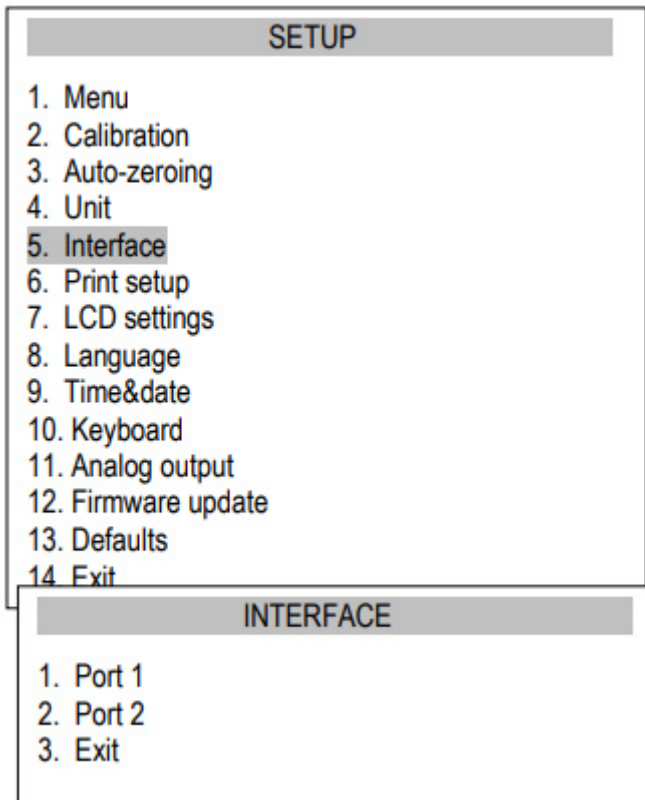 SETUP
1. Menu
2. Calibration
3. Auto-zeroing
4. Unit
5. Interface
6. Print setup
7. LCD settings
8. Language
9. Time&date
10. Keyboard
11. Analog output
12. Firmware update
13. Defaults
14. Exit
INTERFACE
1. Port 1
2. Port 2
3. Exit